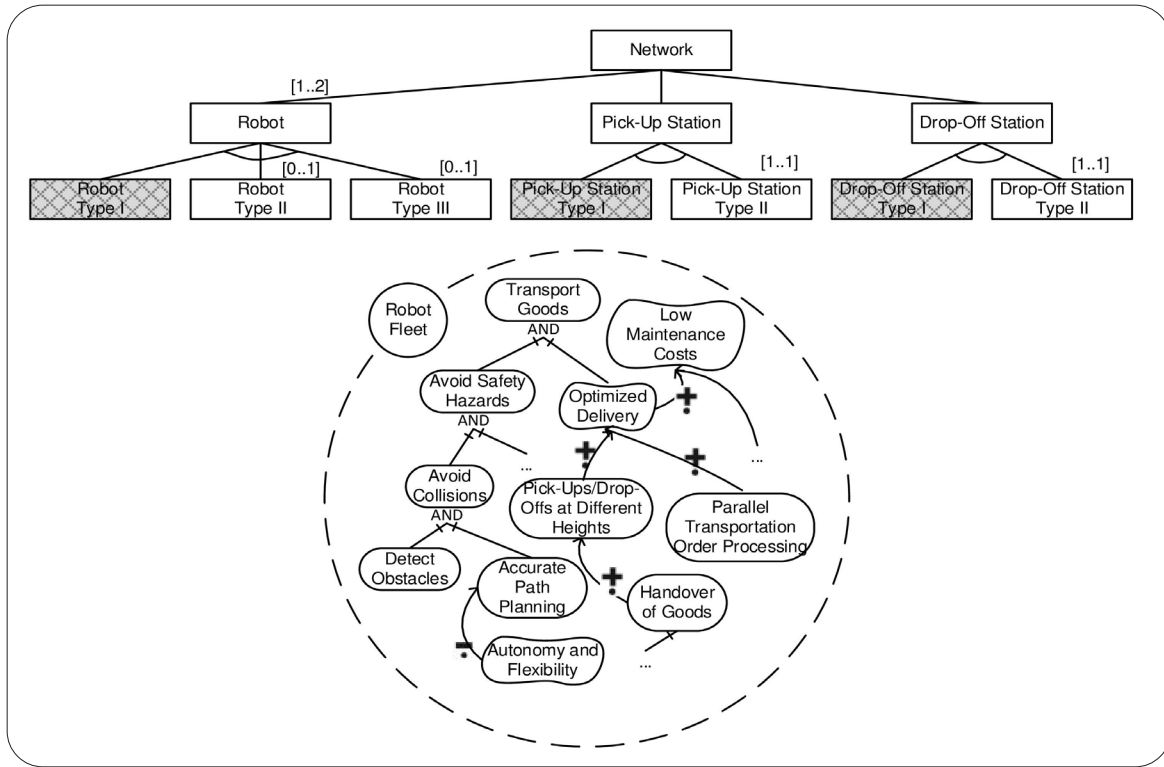 Network
[1..2]
Robot
Pick-Up Station
Drop-Off Station
[0..1]
[0..1]
[1..1]
[1..1]
Robot
Type I
Robot
Type II
Robot
Type III
Pick-Up Station
Type I
Pick-Up Station
Type II
Drop-Off Station
Type I
Drop-Off Station
Type II
Robot
Fleet
Transport
Goods
AND
Low
Maintenance
Costs
Avoid Safety
Hazards
AND
Optimized
Delivery
...
...
Avoid
Collisions
AND
Pick-Ups/Drop-
Offs at Different
Heights
Parallel
Transportation
Order Processing
Detect
Obstacles
Accurate
Path
Planning
Handover
of Goods
...
Autonomy and
Flexibility